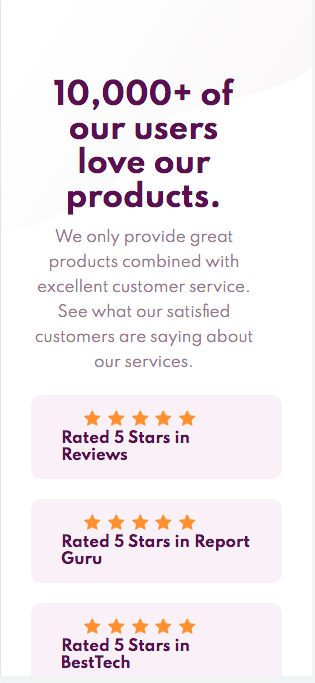 10,000+ of
our users
love our
products.
We only provide great
products combined with
excellent customer service.
See what our satisfied
customers are saying about
our services.
Rated 5 Stars in
Reviews
Rated 5 Stars in Report
Guru
Rated 5 Stars in
BestTech